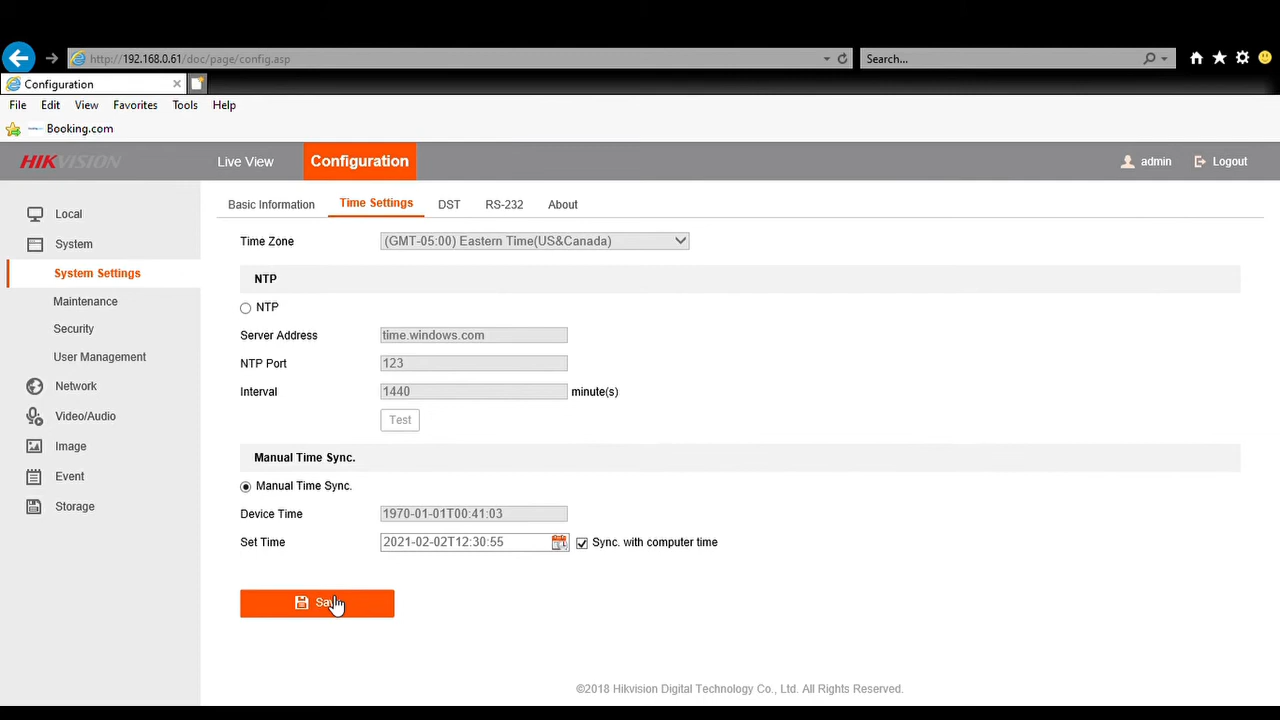 http://192.168.0.61/doc/page/config.asp
Search...
Configuration
File Edit View Favorites Tools Help
Booking.com
HIKVISION Live View Configuration admin Logout
Basic Information Time Settings DST RS-232 About
Local
System
System Settings
Maintenance
Security
User Management
Network
Video/Audio
Image
Event
Storage
Time Zone (GMT-05:00) Eastern Time(US&Canada)
NTP
NTP
Server Address time.windows.com
NTP Port 123
Interval 1440 minute(s)
Test
Manual Time Sync.
Manual Time Sync.
Device Time 1970-01-01T00:41:03
Set Time 2021-02-02T12:30:55 Sync. with computer time
©2018 Hikvision Digital Technology Co., Ltd. All Rights Reserved.